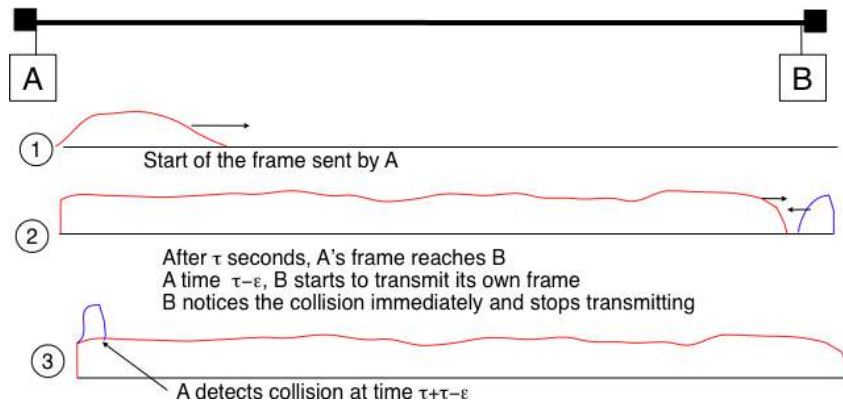 A
B
1
Start of the frame sent by A
2
After τ seconds, A's frame reaches B
A time τ-ε, B starts to transmit its own frame
B notices the collision immediately and stops transmitting
3
A detects collision at time τ+τ-ε